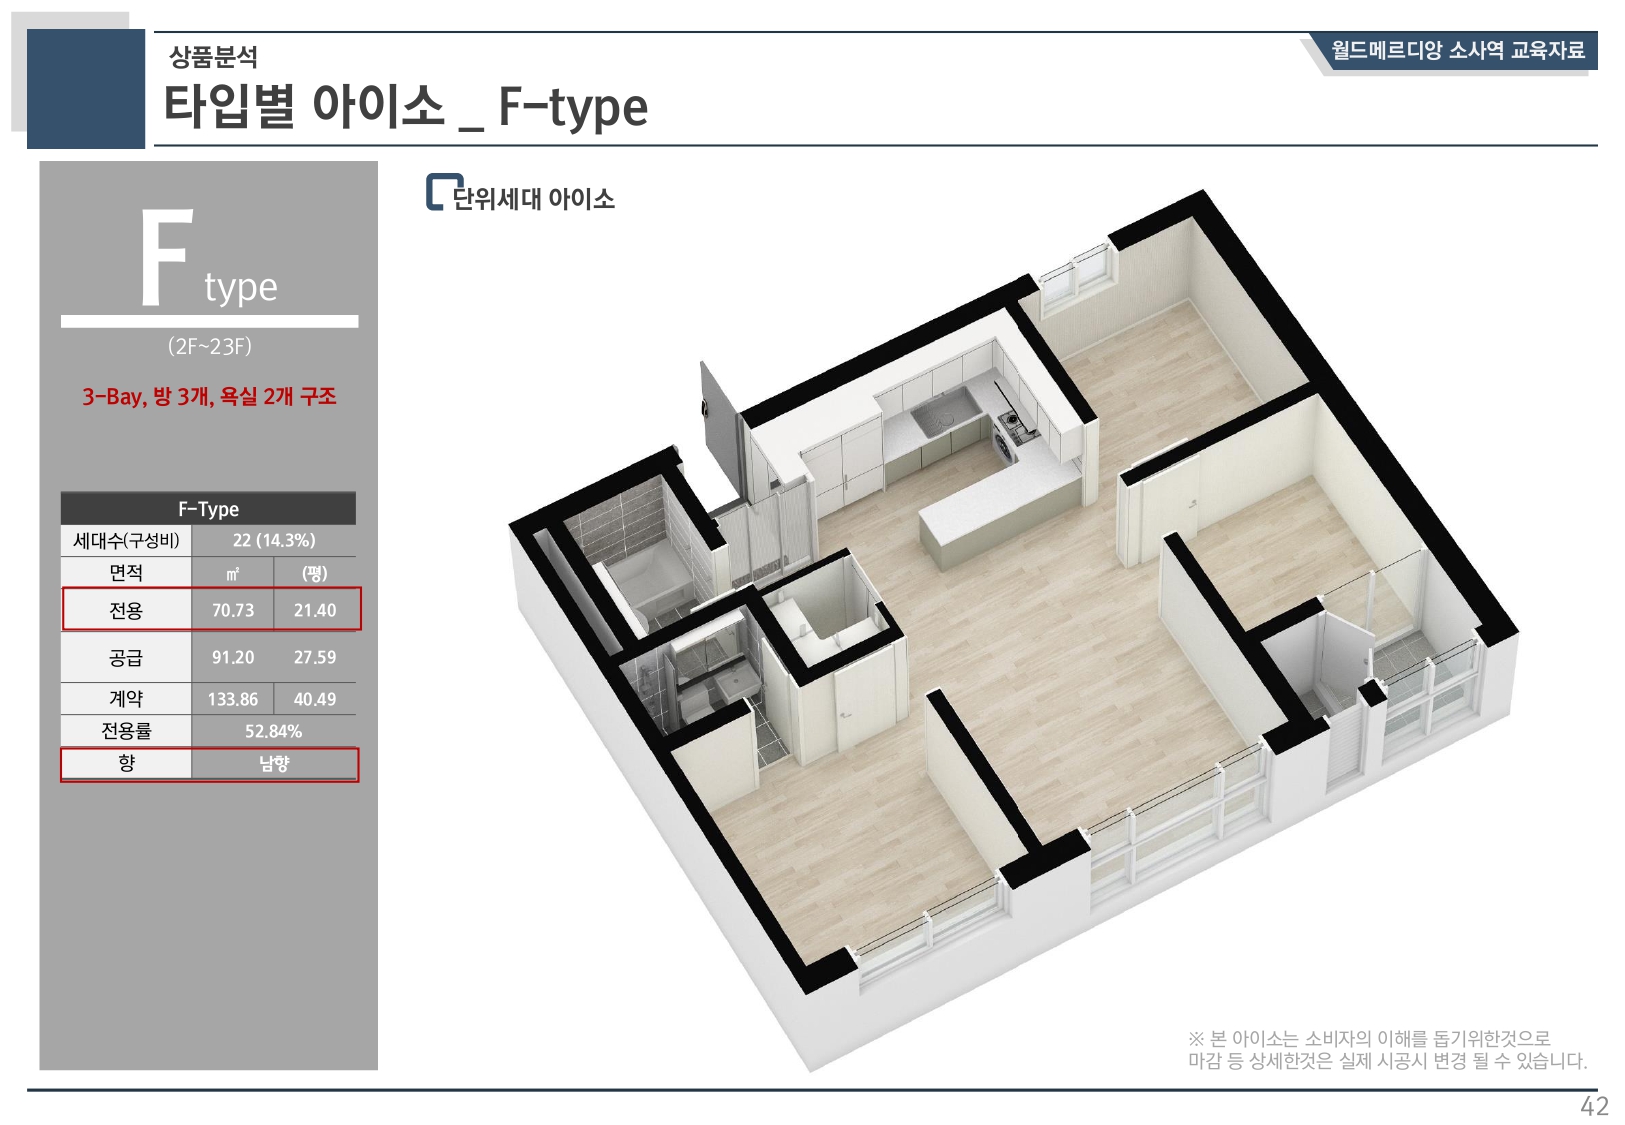 상품분석
타입별 아이소 _ F-type
월드메르디앙 소사역 교육자료
F type
(2F~23F)
3-Bay, 방 3개, 욕실 2개 구조
F-Type
세대수(구성비) 22 (14.3%)
면적 ㎡ (평)
전용 70.73 21.40
공급 91.20 27.59
계약 133.86 40.49
전용률 52.84%
향 남향
단위세대 아이소
※ 본 아이소는 소비자의 이해를 돕기위한것으로
마감 등 상세한것은 실제 시공시 변경 될 수 있습니다.
42